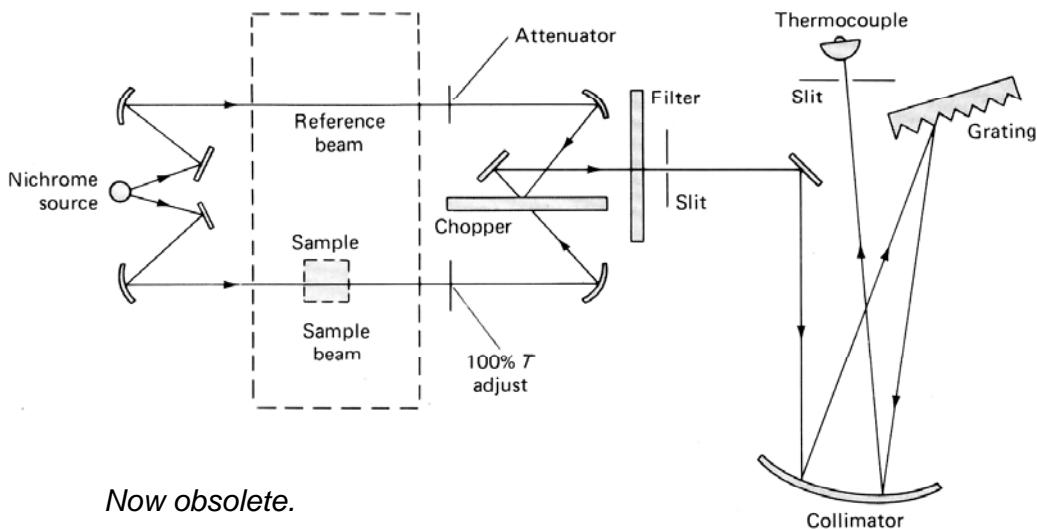 Thermocouple
Attenuator
Slit
Grating
Filter
Reference
beam
Nichrome
source
Slit
Chopper
Sample
Sample
beam
100% T
adjust
Now obsolete.
Collimator